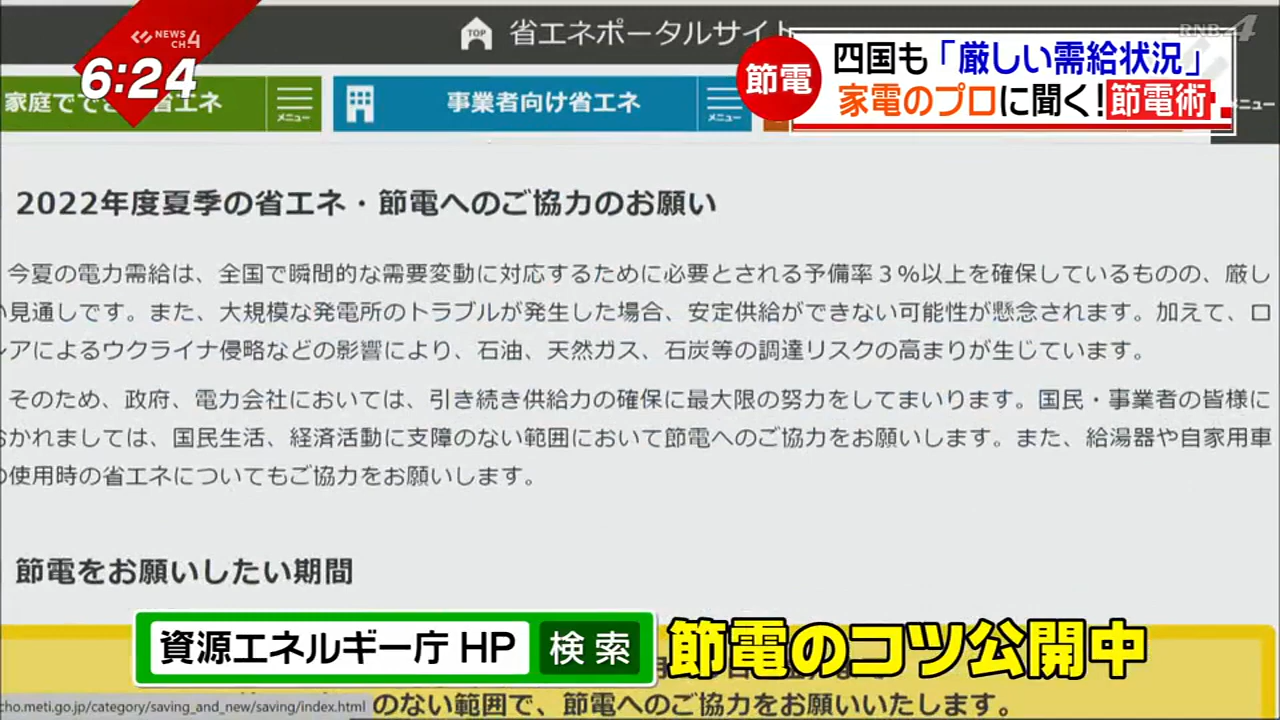 TOP 省エネポータルサイト
NEWS
CH.4
6:24
RNB 4
節電
四国も「厳しい需給状況」
家電のプロに聞く!節電術
家庭でで 省エネ
メニュー
事業者向け省エネ
メニュー
メニュー
2022年度夏季の省エネ・節電へのご協力のお願い
今夏の電力需給は、全国で瞬間的な需要変動に対応するために必要とされる予備率3%以上を確保しているものの、厳し
い見通しです。また、大規模な発電所のトラブルが発生した場合、安定供給ができない可能性が懸念されます。加えて、ロ
シアによるウクライナ侵略などの影響により、石油、天然ガス、石炭等の調達リスクの高まりが生じています。
そのため、政府、電力会社においては、引き続き供給力の確保に最大限の努力をしてまいります。国民・事業者の皆様に
おかれましては、国民生活、経済活動に支障のない範囲において節電へのご協力をお願いします。また、給湯器や自家用車
の使用時の省エネについてもご協力をお願いします。
節電をお願いしたい期間
資源エネルギー庁HP 検索 節電のコツ公開中
cho.meti.go.jp/category/saving_and_new/saving/index.html
のない範囲で、節電へのご協力をお願いいたします。